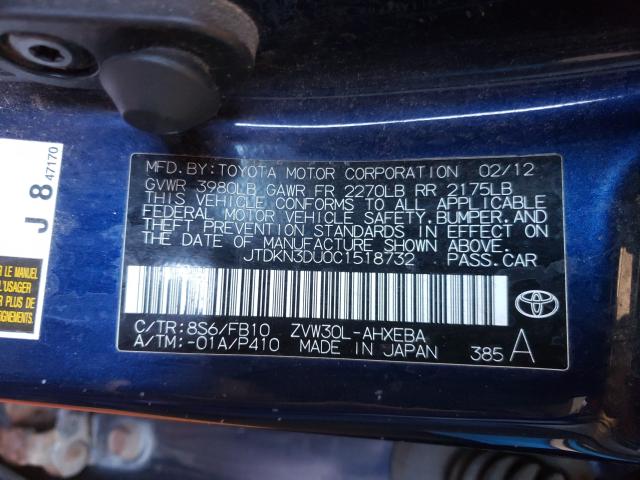 MFD.BY:TOYOTA MOTOR CORPORATION 02/12
GVWR 3980LB GAWR FR 2270LB RR 2175LB
THIS VEHICLE CONFORMS TO ALL APPLICABLE
FEDERAL MOTOR VEHICLE SAFETY,BUMPER,AND
THEFT PREVENTION STANDARDS IN EFFECT ON
THE DATE OF MANUFACTURE SHOWN ABOVE.
JTDKN3DU0C1518732 PASS.CAR
C/TR:8S6/FB10 ZVW30L-AHXEBA
A/TM:-01A/P410 MADE IN JAPAN 385 A
J 8 47170
LE MANUEL